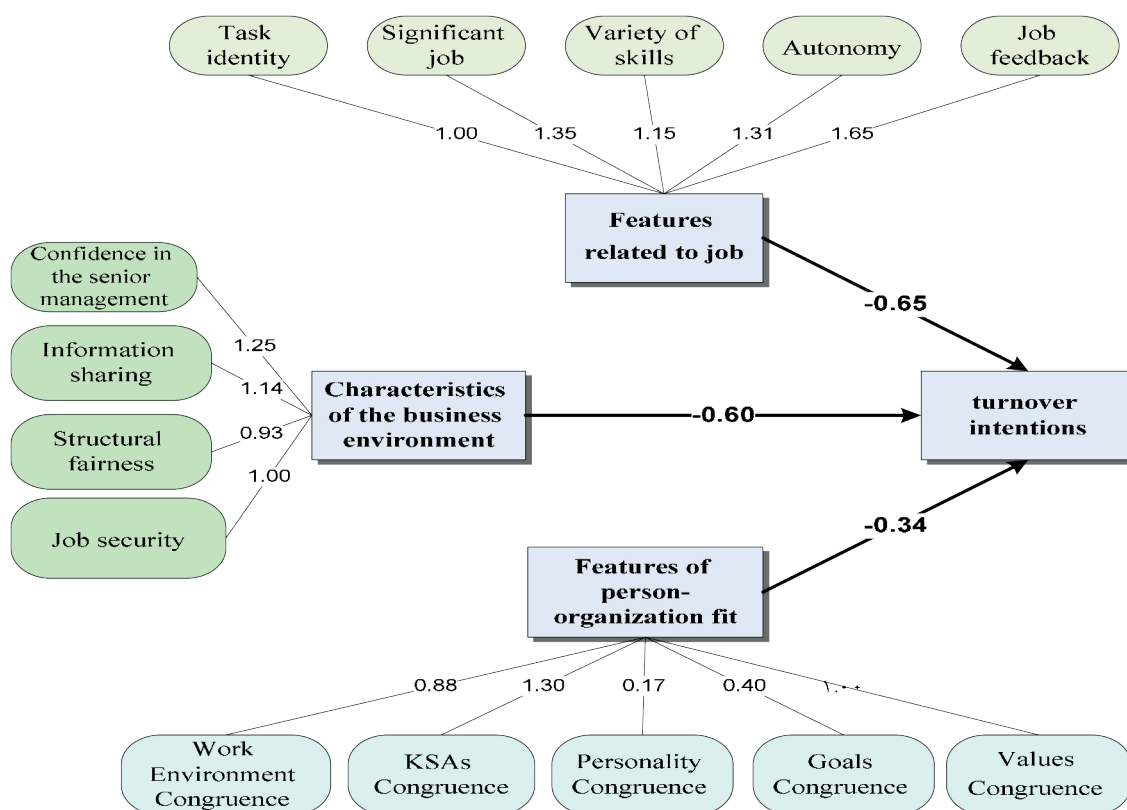 Task
identity
Significant
job
Variety of
skills
Autonomy
Job
feedback
1.00
1.35
1.15
1.31
1.65
Features
related to job
Confidence in
the senior
management
Information
sharing
Structural
fairness
Job security
1.25
1.14
0.93
1.00
Characteristics
of the business
environment
-0.65
-0.60
-0.34
turnover
intentions
Features of
person-
organization fit
0.88
1.30
0.17
0.40
١.٠٠
Work
Environment
Congruence
KSAs
Congruence
Personality
Congruence
Goals
Congruence
Values
Congruence